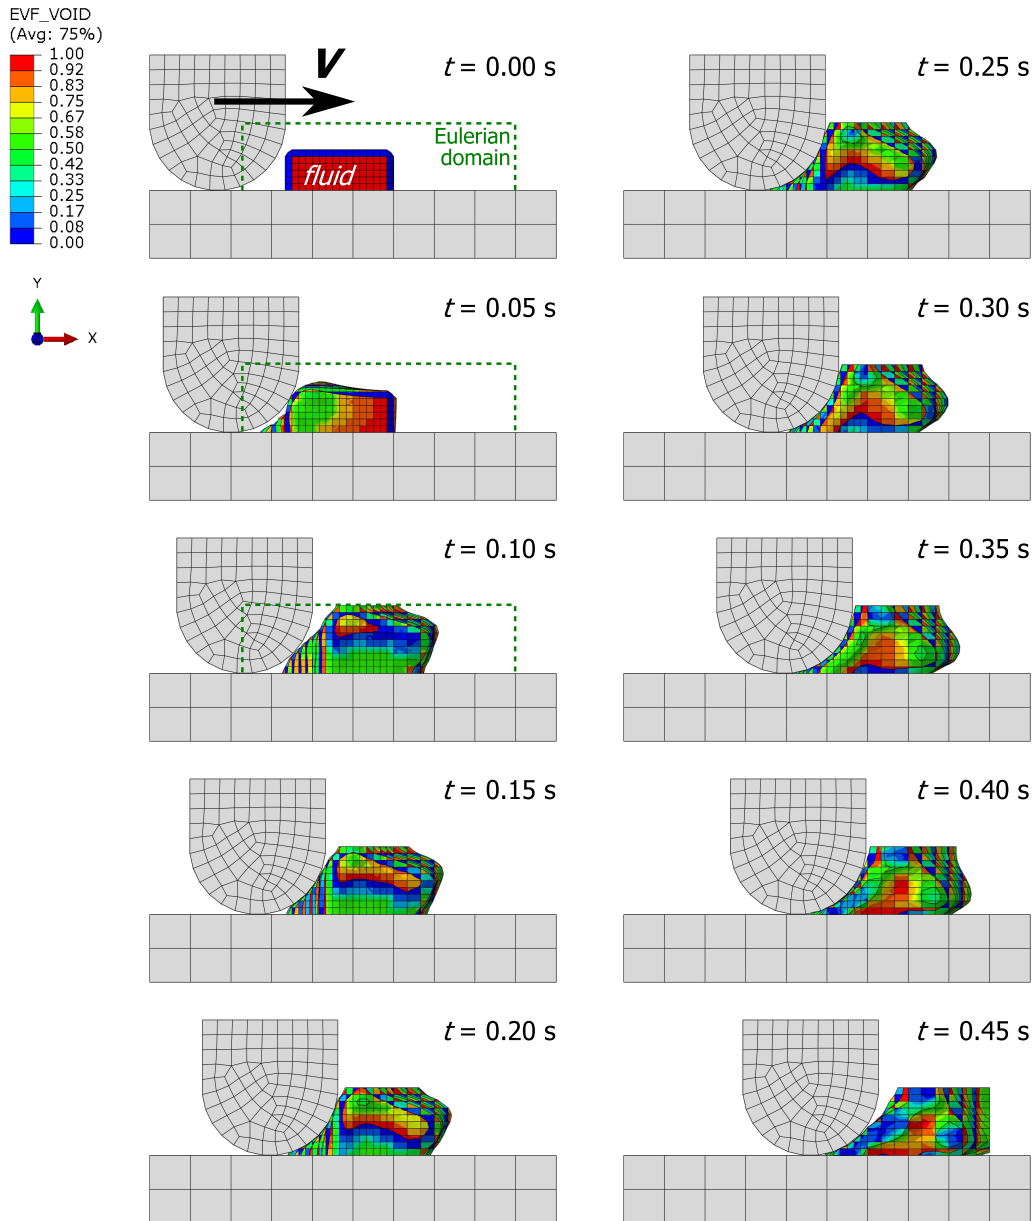 EVF_VOID
(Avg: 75%)
1.00
0.92
0.83
0.75
0.67
0.58
0.50
0.42
0.33
0.25
0.17
0.08
0.00
Y
X
Z
V
t = 0.00 s
Eulerian
domain
fluid
t = 0.05 s
t = 0.10 s
t = 0.15 s
t = 0.20 s
t = 0.25 s
t = 0.30 s
t = 0.35 s
t = 0.40 s
t = 0.45 s